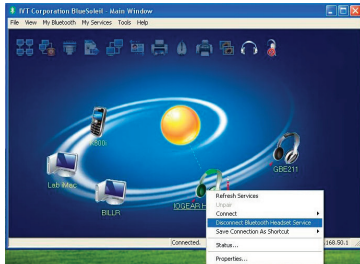 IVT Corporation BlueSoleil - Main Window
File View My Bluetooth My Services Tools Help
GBE211
Lab iMac
BILLR
IOGEAR H
Refresh Services
Unpair
Connect
Disconnect Bluetooth Headset Service
Save Connection As Shortcut
Status...
Properties...
Connected.
168.50.1